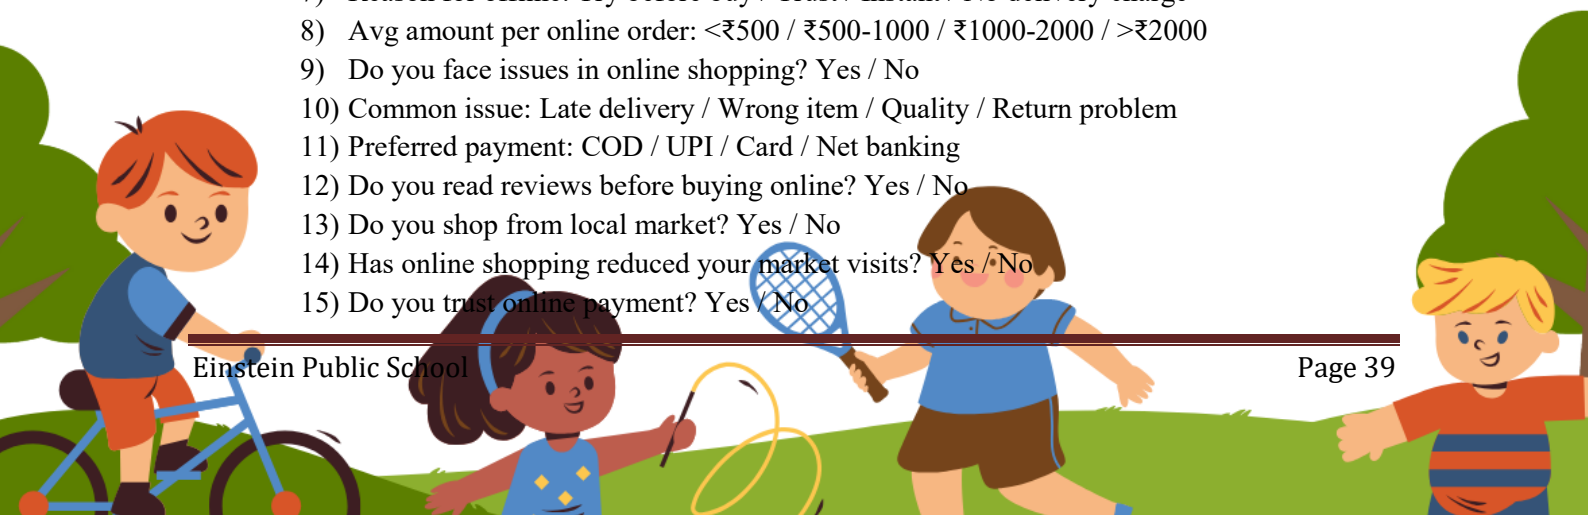 8) Avg amount per online order: <₹500 / ₹500-1000 / ₹1000-2000 / >₹2000
9) Do you face issues in online shopping? Yes / No
10) Common issue: Late delivery / Wrong item / Quality / Return problem
11) Preferred payment: COD / UPI / Card / Net banking
12) Do you read reviews before buying online? Yes / No
13) Do you shop from local market? Yes / No
14) Has online shopping reduced your market visits? Yes / No
15) Do you trust online payment? Yes / No
Einstein Public School
Page 39